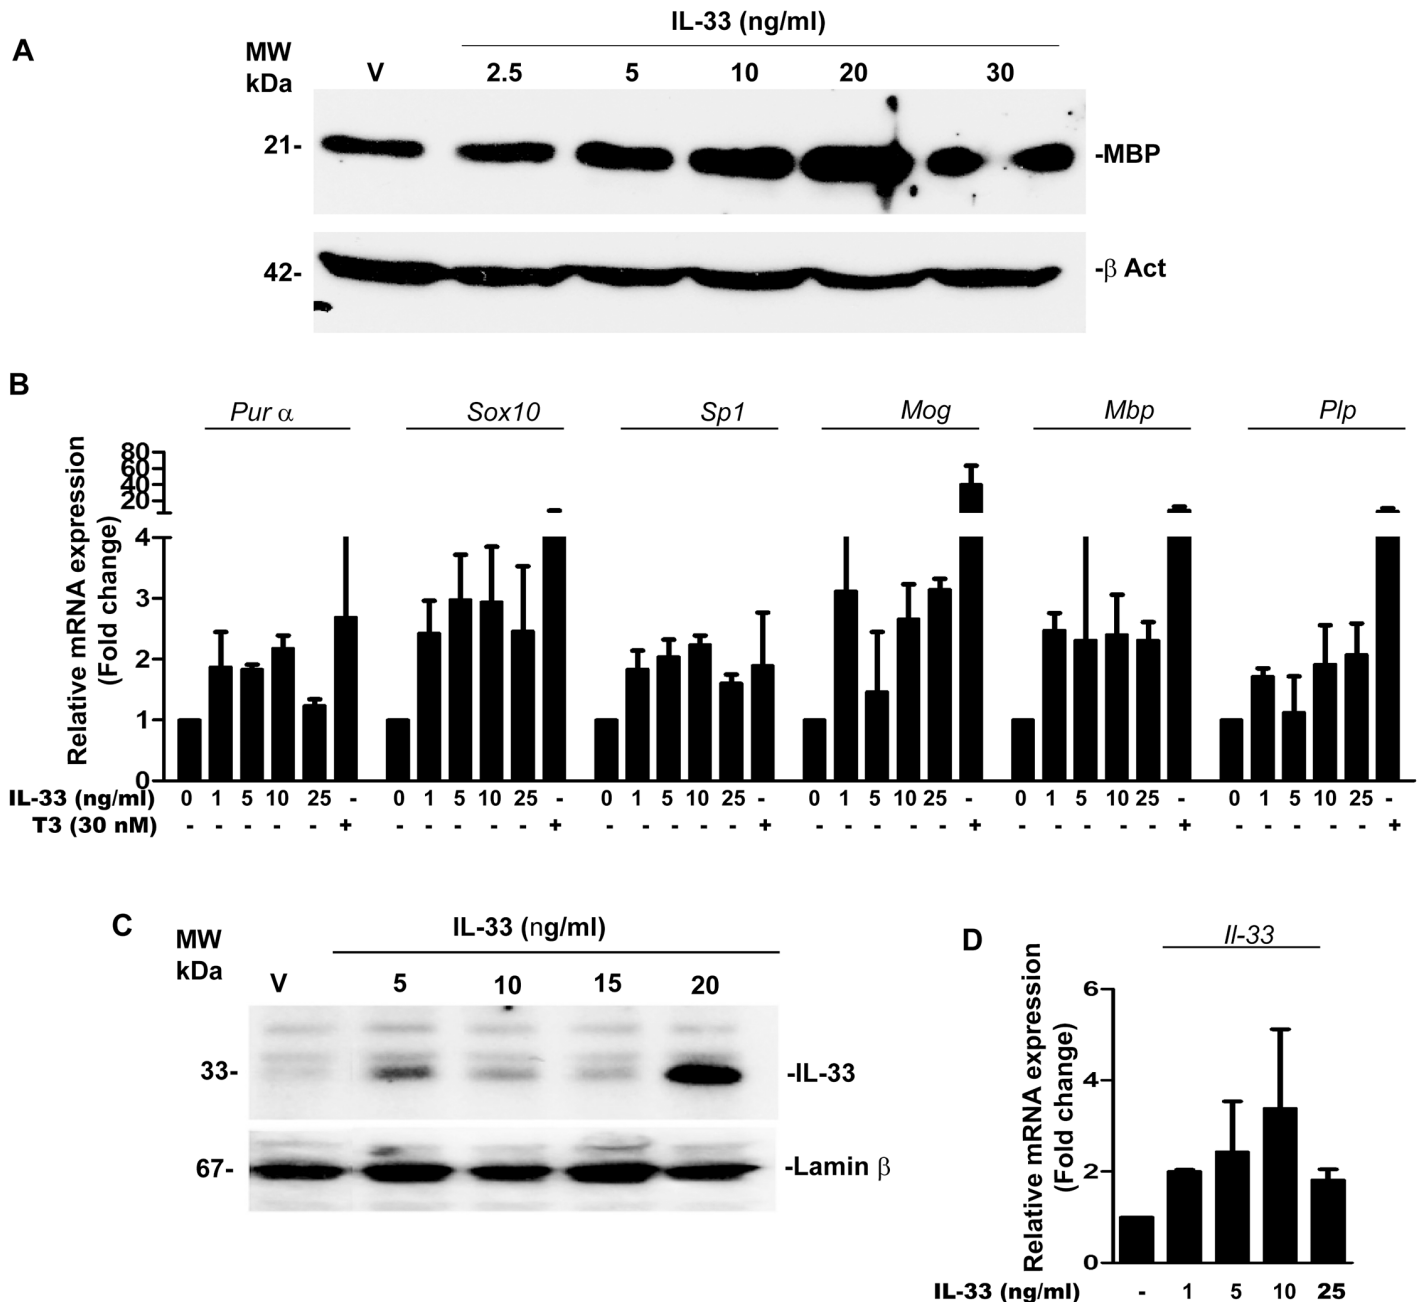 A
IL-33 (ng/ml)
MW
kDa
V 2.5 5 10 20 30
21- -MBP
42- -β Act
B
Pur α Sox10 Sp1 Mog Mbp Plp
Relative mRNA expression
(Fold change)
80
60
40
20
4
3
2
1
0
IL-33 (ng/ml) 0 1 5 10 25 - 0 1 5 10 25 - 0 1 5 10 25 - 0 1 5 10 25 - 0 1 5 10 25 - 0 1 5 10 25 -
T3 (30 nM) - - - - - + - - - - - + - - - - - + - - - - - + - - - - - + - - - - - +
C
IL-33 (ng/ml)
MW
kDa
V 5 10 15 20
33- -IL-33
67- -Lamin β
D
Il-33
Relative mRNA expression
(Fold change)
6
4
2
0
IL-33 (ng/ml) - 1 5 10 25